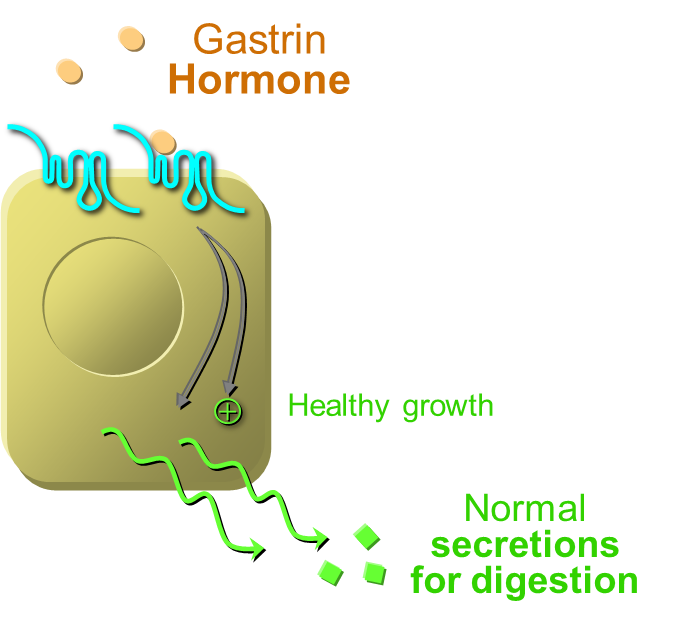 Gastrin
Hormone
Healthy growth
Normal
secretions
for digestion